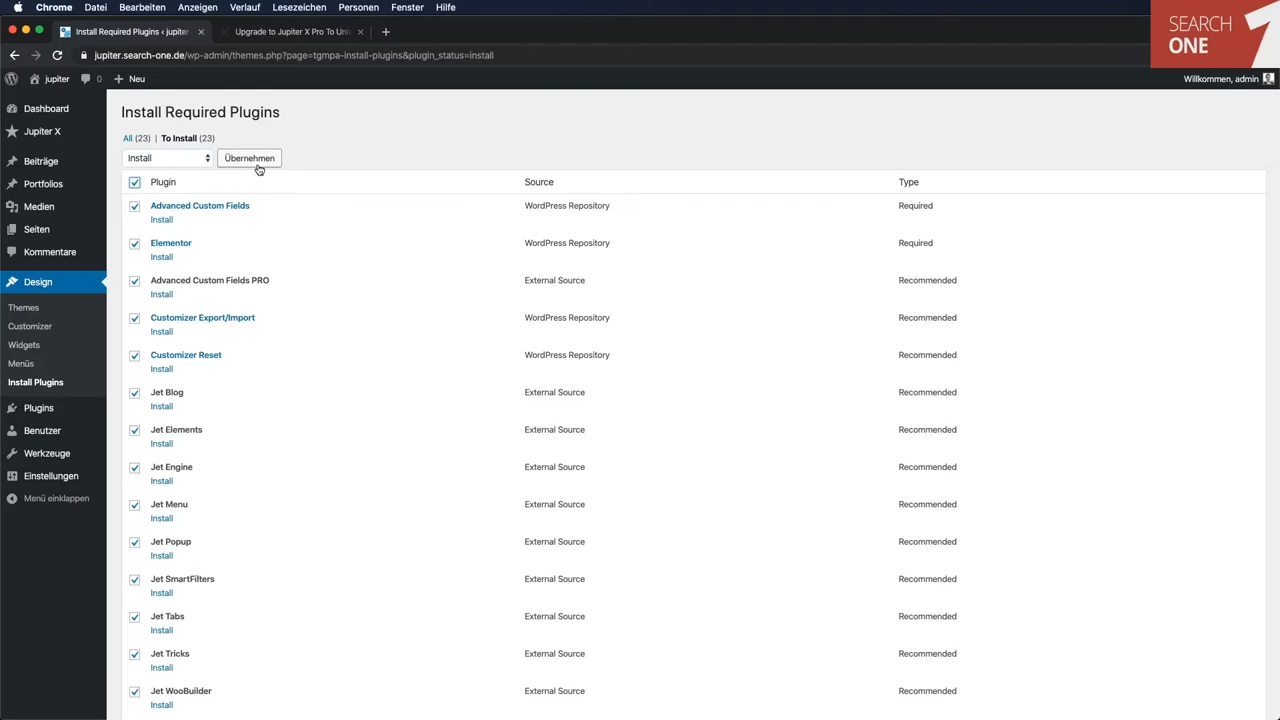 Chrome Datei Bearbeiten Anzeigen Verlauf Lesezeichen Personen Fenster Hilfe
Install Required Plugins ‹ jupiter
Upgrade to Jupiter X Pro To Unl
SEARCH
ONE
jupiter.search-one.de/wp-admin/themes.php?page=tgmpa-install-plugins&plugin_status=install
jupiter 0 Neu
Willkommen, admin
Dashboard
Jupiter X
Beiträge
Portfolios
Medien
Seiten
Kommentare
Design
Themes
Customizer
Widgets
Menüs
Install Plugins
Plugins
Benutzer
Werkzeuge
Einstellungen
Menü einklappen
Install Required Plugins
All (23) | To Install (23)
Install Übernehmen
Plugin Source Type
Advanced Custom Fields WordPress Repository Required
Install
Elementor WordPress Repository Required
Install
Advanced Custom Fields PRO External Source Recommended
Install
Customizer Export/Import WordPress Repository Recommended
Install
Customizer Reset WordPress Repository Recommended
Install
Jet Blog External Source Recommended
Install
Jet Elements External Source Recommended
Install
Jet Engine External Source Recommended
Install
Jet Menu External Source Recommended
Install
Jet Popup External Source Recommended
Install
Jet SmartFilters External Source Recommended
Install
Jet Tabs External Source Recommended
Install
Jet Tricks External Source Recommended
Install
Jet WooBuilder External Source Recommended
Install